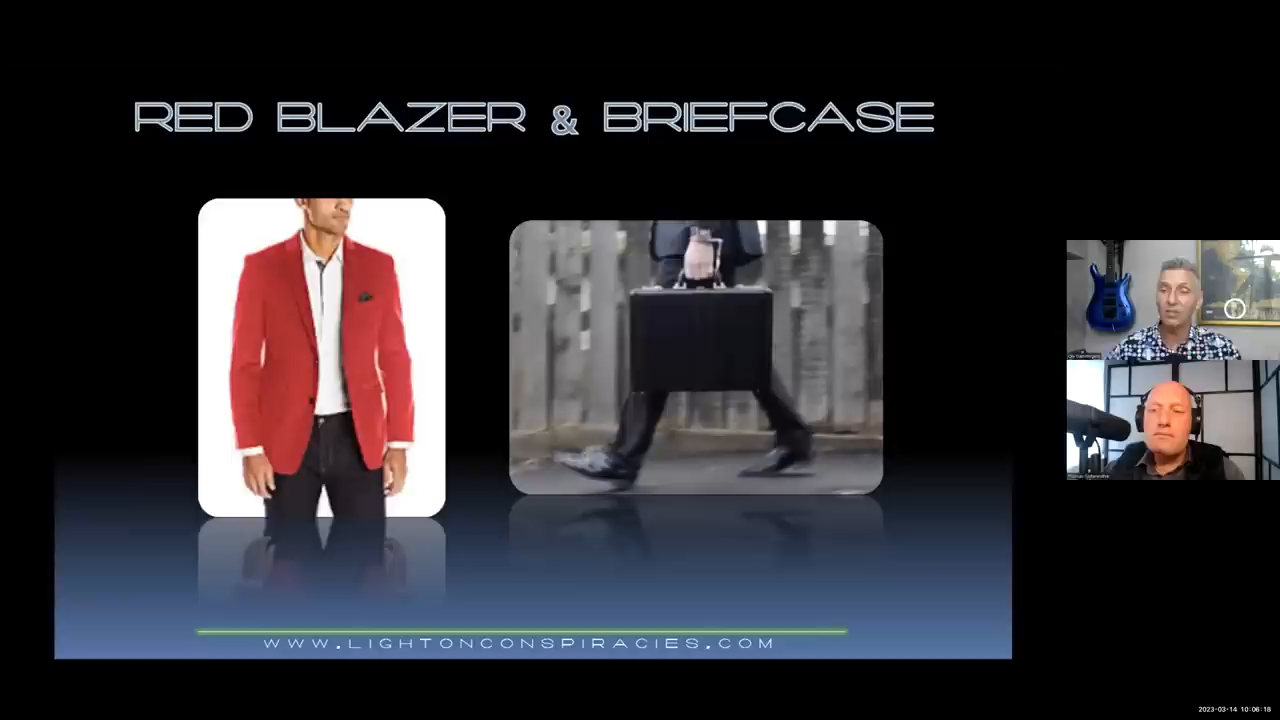 RED BLAZER & BRIEFCASE
WWW.LIGHTONCONSPIRACIES.COM
2023-03-14 10:06:18